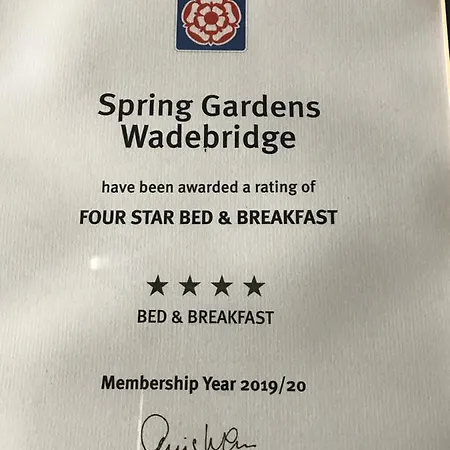 Spring Gardens
Wadebridge
have been awarded a rating of
FOUR STAR BED & BREAKFAST
BED & BREAKFAST
Membership Year 2019/20